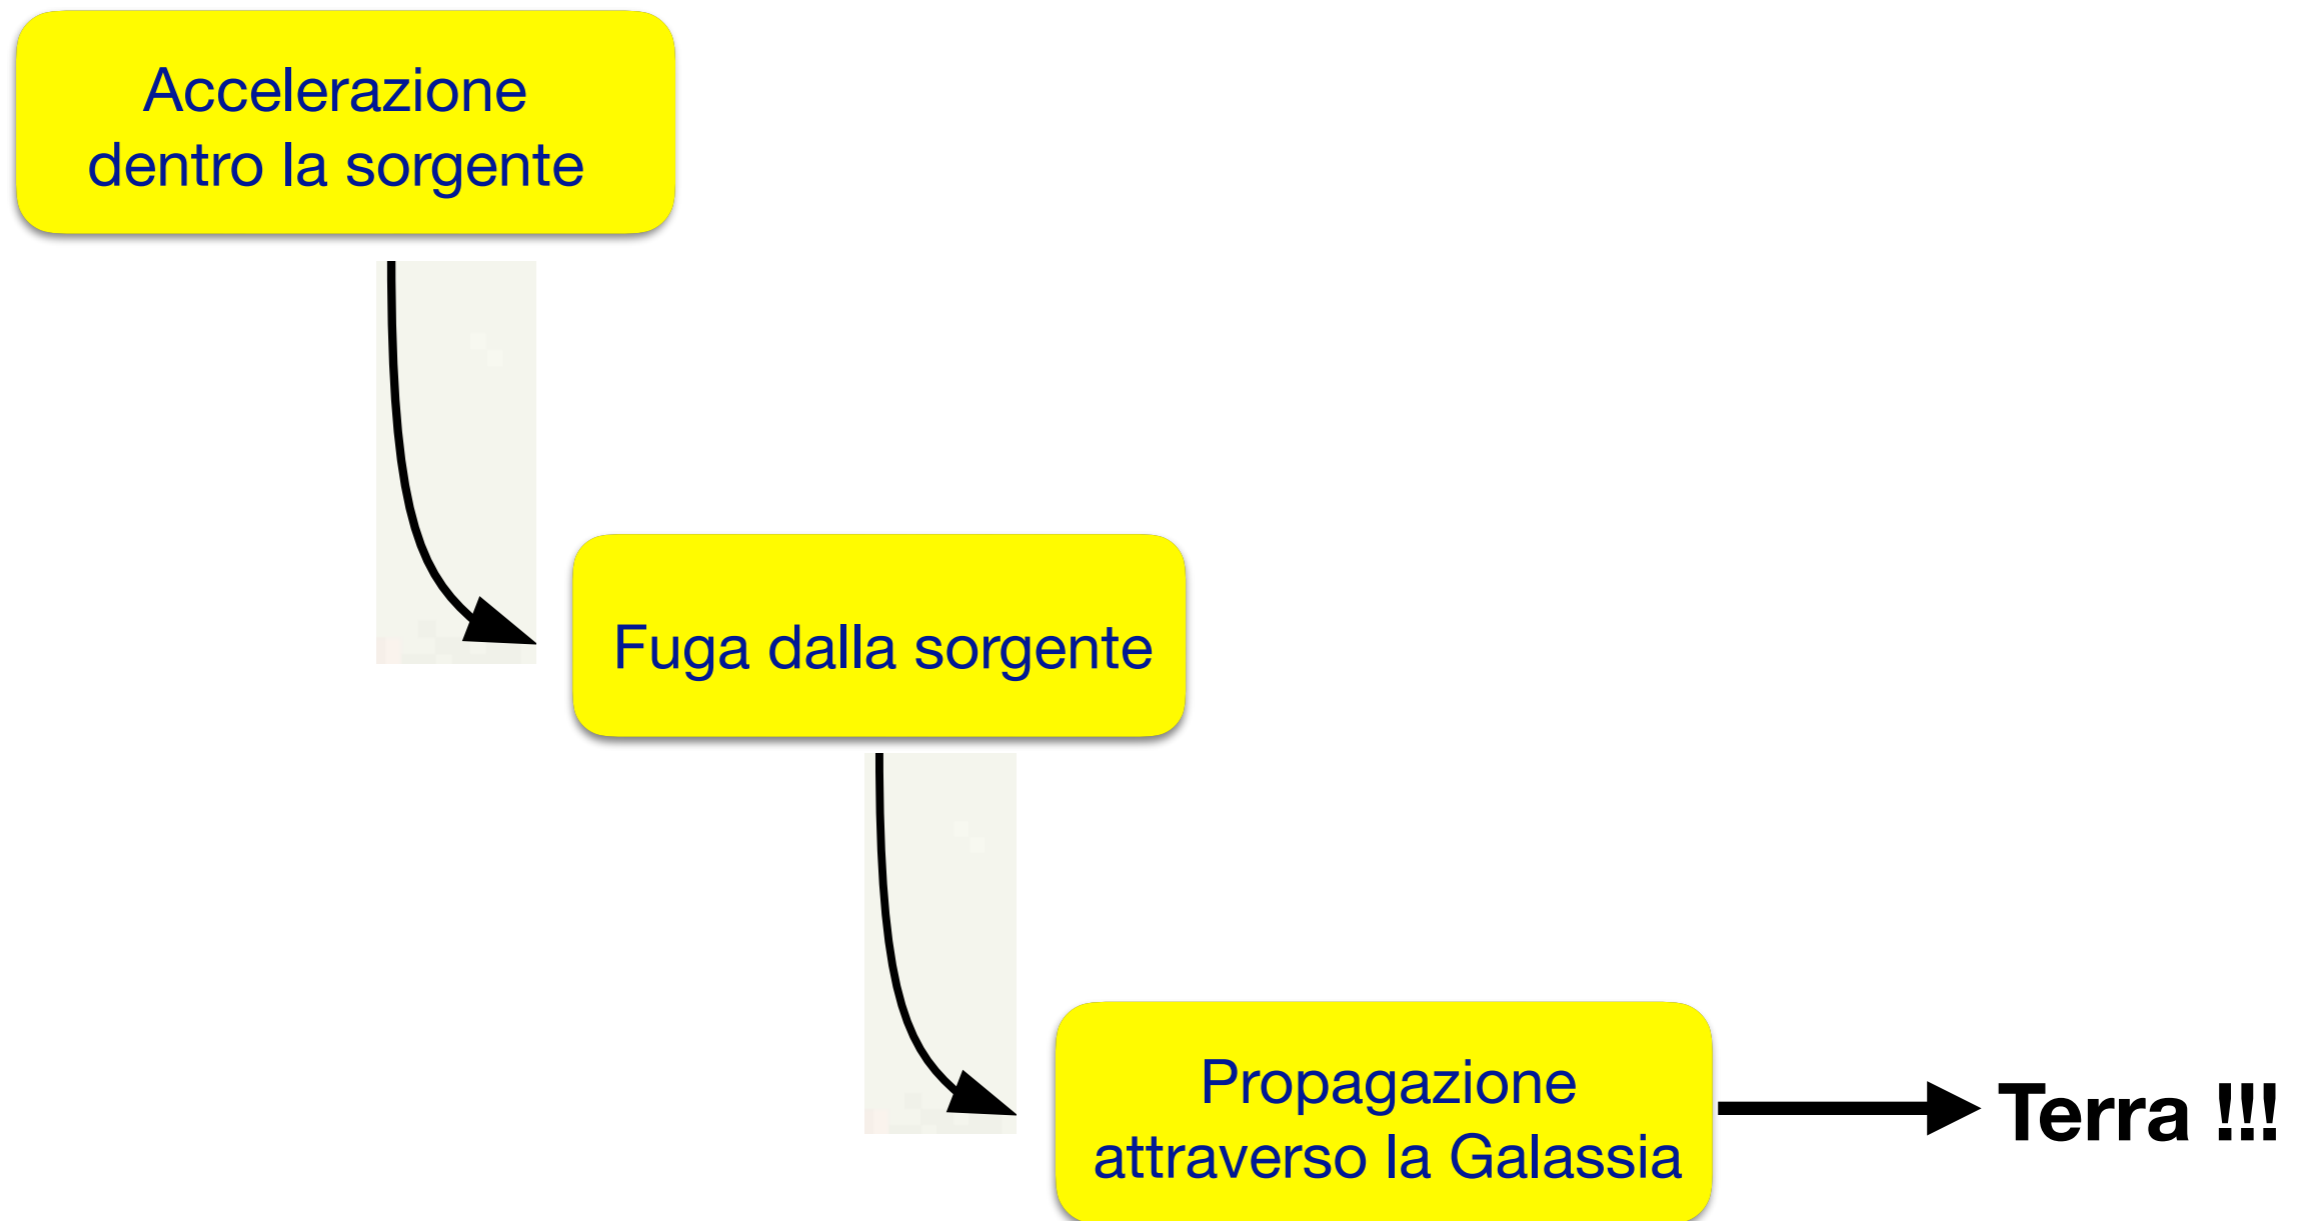 Accelerazione
dentro la sorgente
Fuga dalla sorgente
Propagazione
attraverso la Galassia
Terra !!!